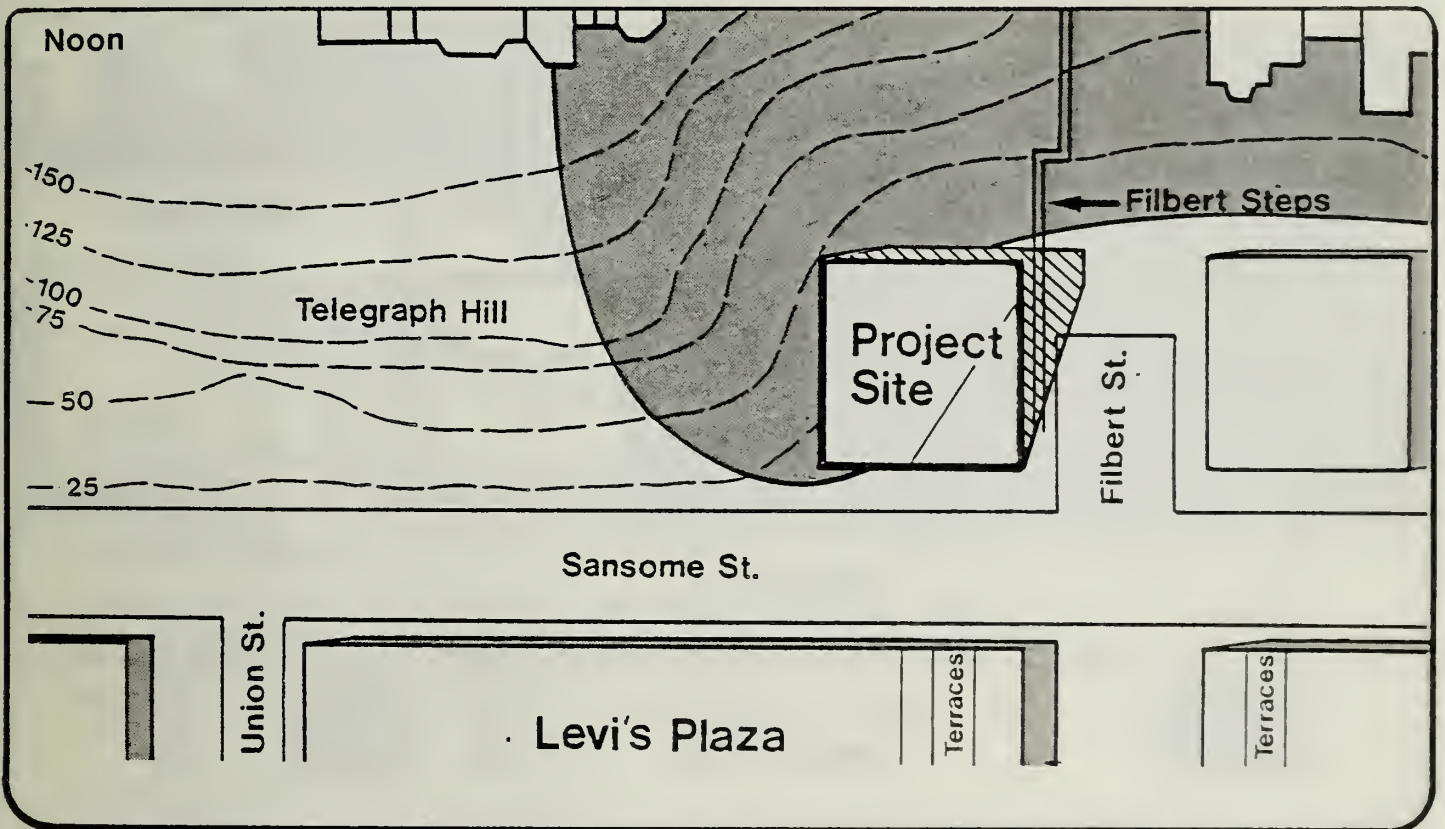 Noon
150
125
100
75
50
25
Telegraph Hill
Filbert Steps
Project
Site
Filbert St.
Sansome St.
Union St.
Levi's Plaza
Terraces
Terraces